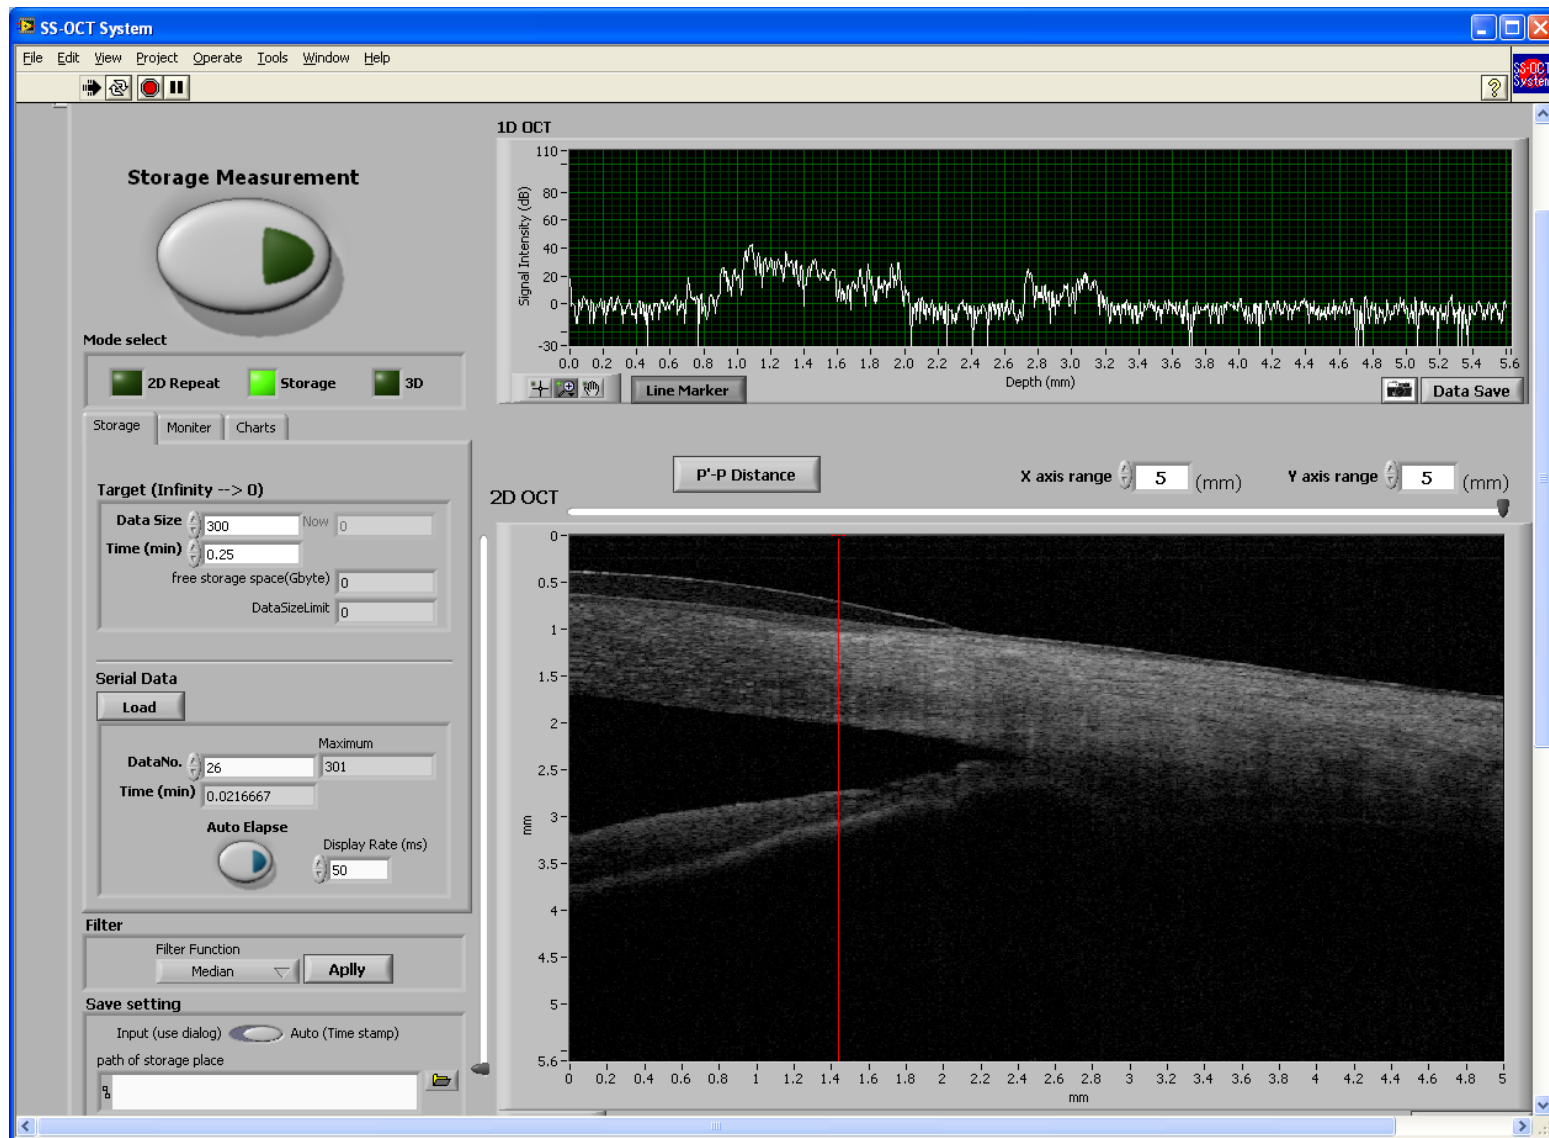 SS-OCT System
File Edit View Project Operate Tools Window Help
SS-OCT
System
Storage Measurement
Mode select
2D Repeat Storage 3D
Storage Moniter Charts
Target (Infinity --> 0)
Data Size 300 Now 0
Time (min) 0.25
free storage space(Gbyte) 0
DataSizeLimit 0
Serial Data
Load
Maximum
DataNo. 26 301
Time (min) 0.0216667
Auto Elapse
Display Rate (ms)
50
Filter
Filter Function
Median Aplly
Save setting
Input (use dialog) Auto (Time stamp)
path of storage place
1D OCT
Signal Intensity (dB)
110
80
60
40
20
0
-30
0.0 0.2 0.4 0.6 0.8 1.0 1.2 1.4 1.6 1.8 2.0 2.2 2.4 2.6 2.8 3.0 3.2 3.4 3.6 3.8 4.0 4.2 4.4 4.6 4.8 5.0 5.2 5.4 5.6
Depth (mm)
Line Marker Data Save
P'-P Distance X axis range 5 (mm) Y axis range 5 (mm)
2D OCT
mm
0
0.5
1
1.5
2
2.5
3
3.5
4
4.5
5
5.6
0 0.2 0.4 0.6 0.8 1 1.2 1.4 1.6 1.8 2 2.2 2.4 2.6 2.8 3 3.2 3.4 3.6 3.8 4 4.2 4.4 4.6 4.8 5
mm